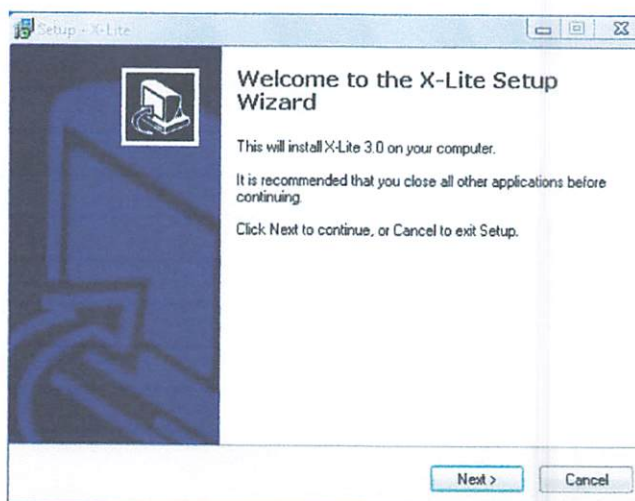 Setup - X-Lite
Welcome to the X-Lite Setup
Wizard
This will install X-Lite 3.0 on your computer.
It is recommended that you close all other applications before
continuing.
Click Next to continue, or Cancel to exit Setup.
Next >
Cancel